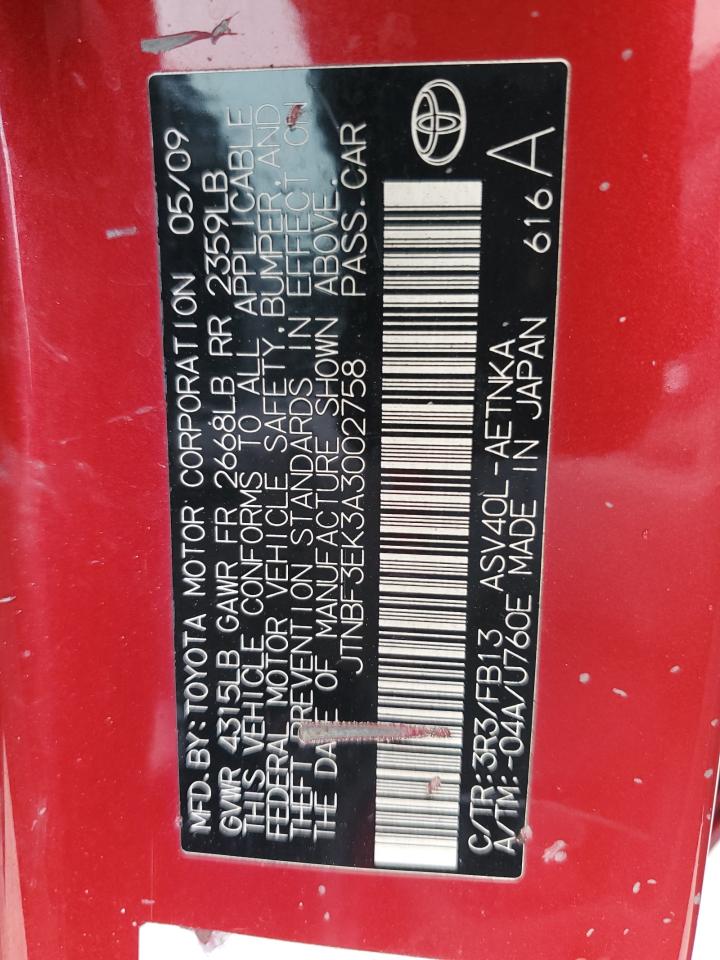 MFD.BY:TOYOTA MOTOR CORPORATION 05/09
GVWR 4315LB GAWR FR 2668LB RR 2359LB
THIS VEHICLE CONFORMS TO ALL APPLICABLE
FEDERAL MOTOR VEHICLE SAFETY,BUMPER,AND
THEFT PREVENTION STANDARDS IN EFFECT ON
THE DATE OF MANUFACTURE SHOWN ABOVE.
JTNBF3EK3A3002758 PASS.CAR
C/TR:3R3/FB13 ASV40L-AETNKA
A/TM:-04A/U760E MADE IN JAPAN 616 A